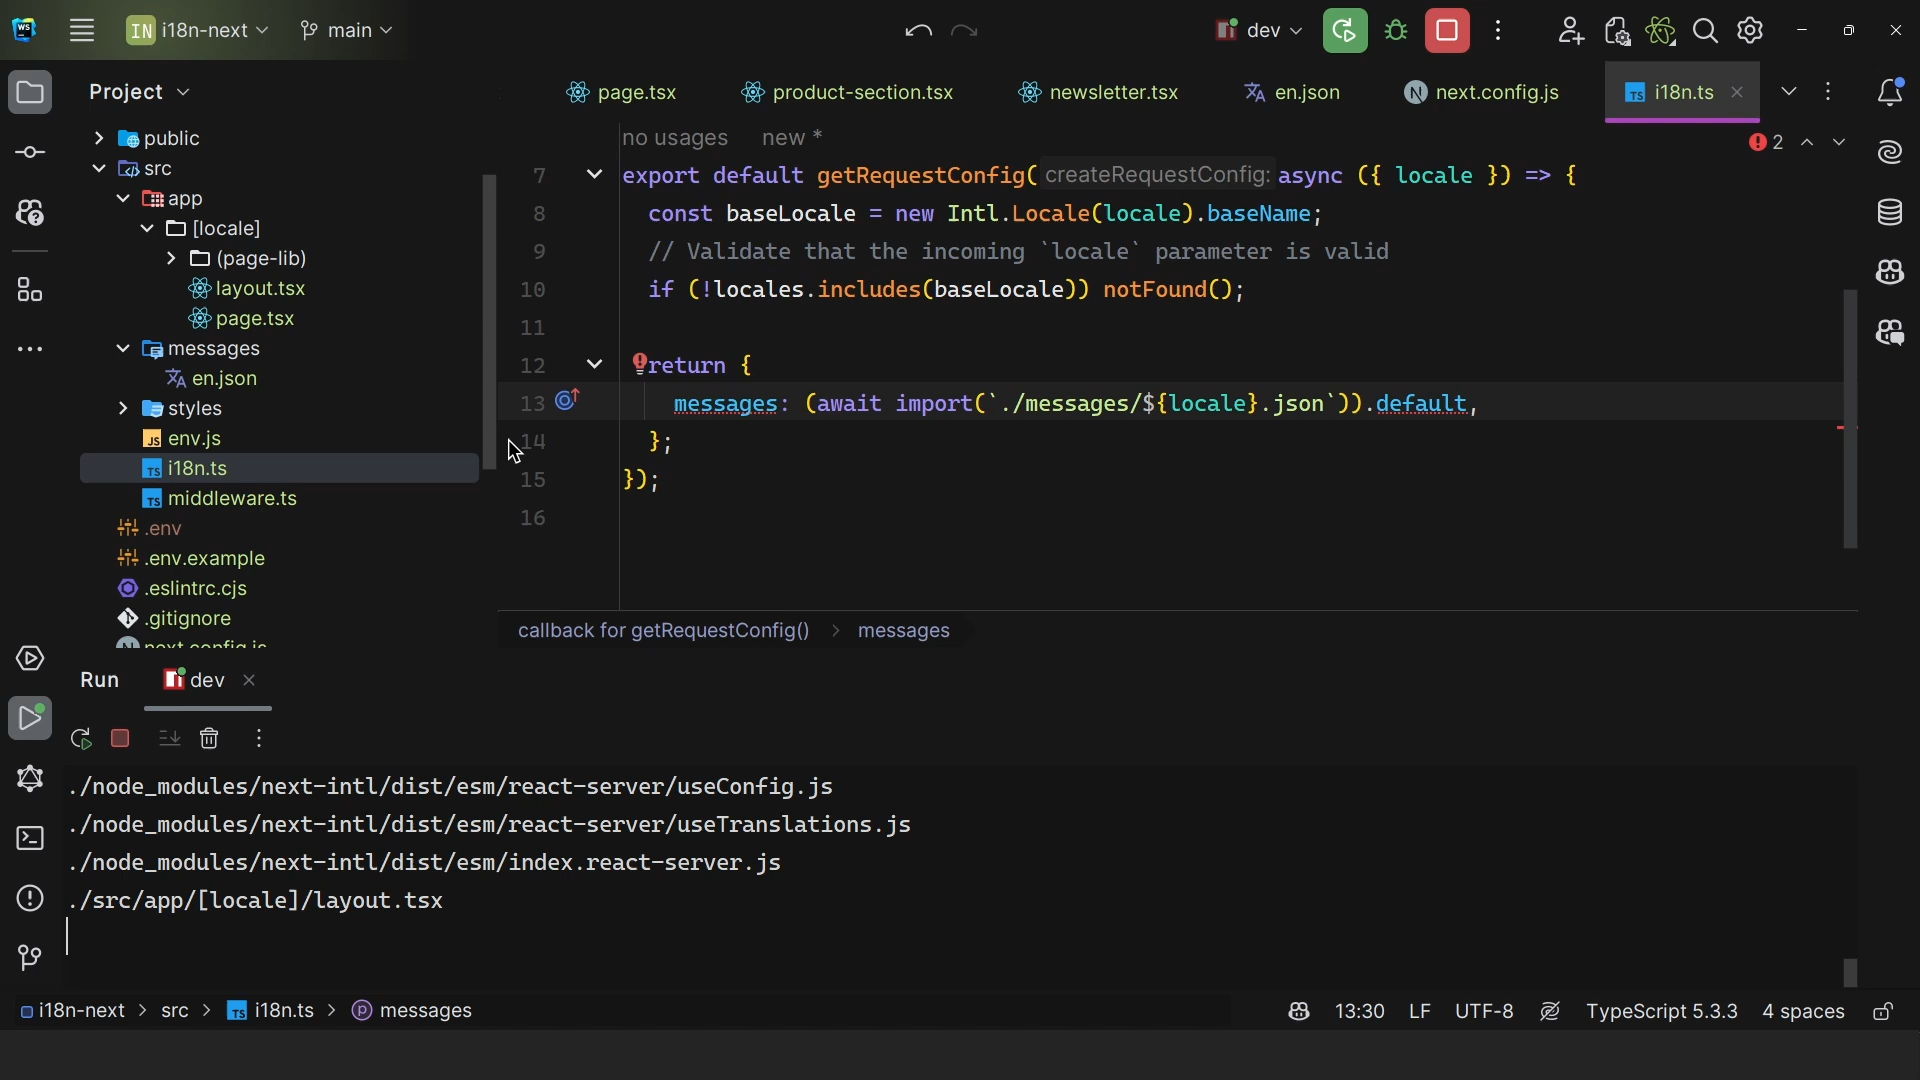 IN i18n-next main dev
Project
page.tsx product-section.tsx newsletter.tsx en.json next.config.js i18n.ts
public
src
app
[locale]
(page-lib)
layout.tsx
page.tsx
messages
en.json
styles
env.js
i18n.ts
middleware.ts
.env
.env.example
.eslintrc.cjs
.gitignore
next.config.js
no usages new *
2
7 export default getRequestConfig( createRequestConfig: async ({ locale }) => {
8 const baseLocale = new Intl.Locale(locale).baseName;
9 // Validate that the incoming `locale` parameter is valid
10 if (!locales.includes(baseLocale)) notFound();
11
12 return {
13 messages: (await import(`./messages/${locale}.json`)).default,
14 };
15 });
16
callback for getRequestConfig() > messages
Run dev
./node_modules/next-intl/dist/esm/react-server/useConfig.js
./node_modules/next-intl/dist/esm/react-server/useTranslations.js
./node_modules/next-intl/dist/esm/index.react-server.js
./src/app/[locale]/layout.tsx
i18n-next > src > i18n.ts > messages
13:30 LF UTF-8 TypeScript 5.3.3 4 spaces